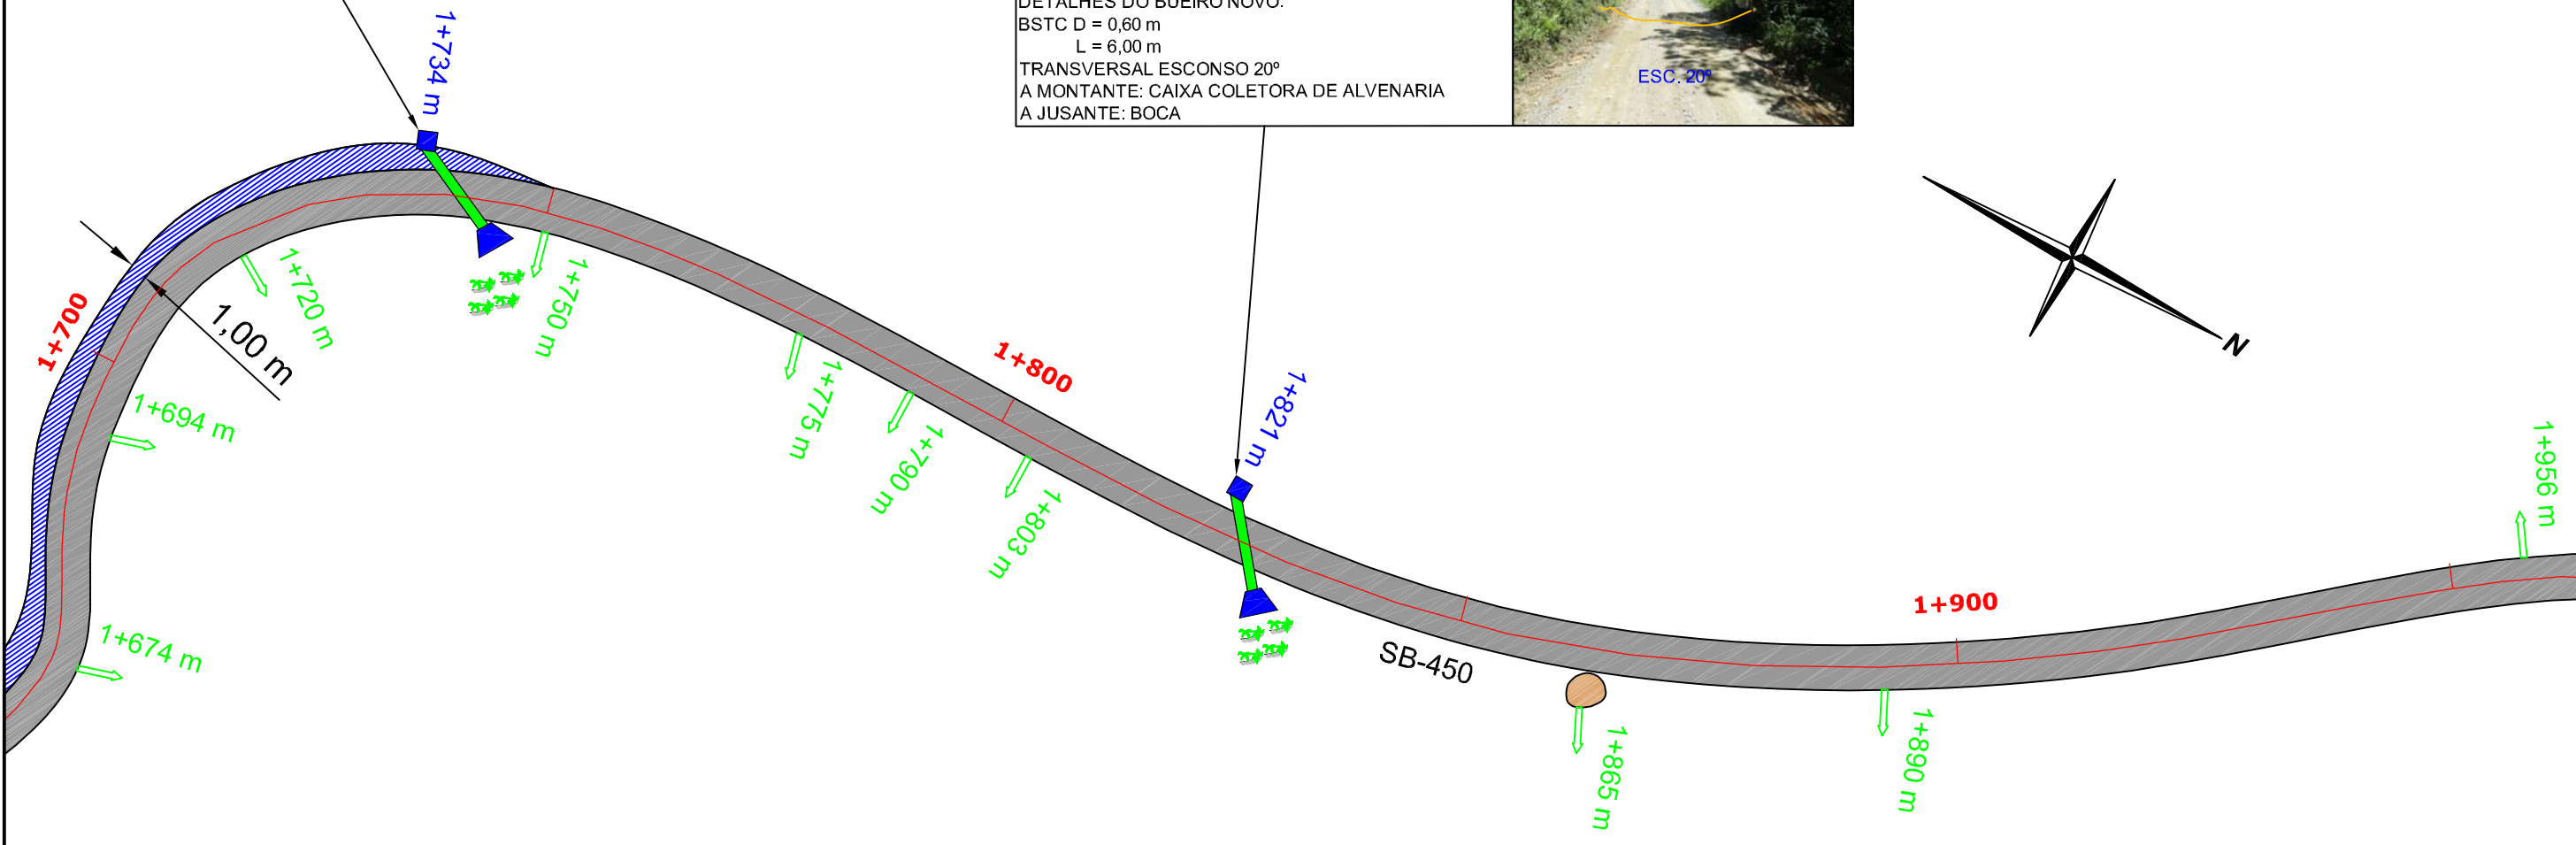 DETALHES DO BUEIRO NOVO:
BSTC D = 0,60 m
L = 6,00 m
TRANSVERSAL ESCONSO 20º
A MONTANTE: CAIXA COLETORA DE ALVENARIA
A JUSANTE: BOCA
ESC. 20º
1+734 m
1+700
1,00 m
1+720 m
1+694 m
1+674 m
1+750 m
1+775 m
1+790 m
1+800
1+803 m
1+821 m
SB-450
1+865 m
1+890 m
1+900
1+956 m
N